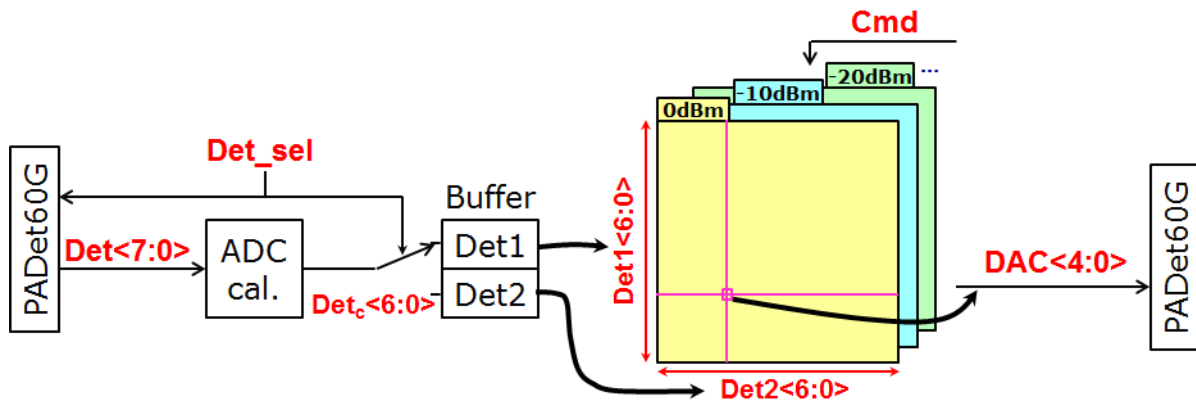 Cmd
-20dBm ...
-10dBm
0dBm
Det_sel
PADet60G
Buffer
Det<7:0>
ADC
cal.
Det1
Det2
Detc<6:0>
Det1<6:0>
Det2<6:0>
DAC<4:0>
PADet60G